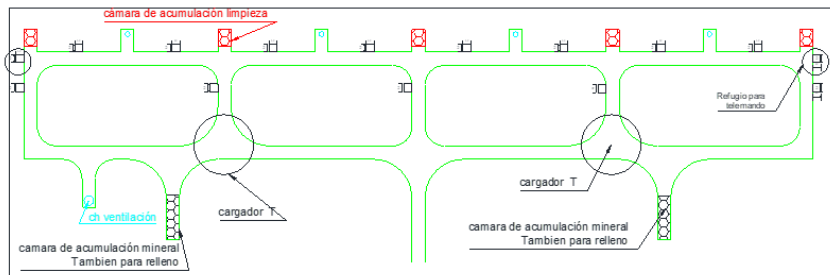 cámara de acumulación limpieza
Refugio para
telemando
cargador T
cargador T
ch ventilación
camara de acumulación mineral
Tambien para relleno
camara de acumulación mineral
Tambien para relleno